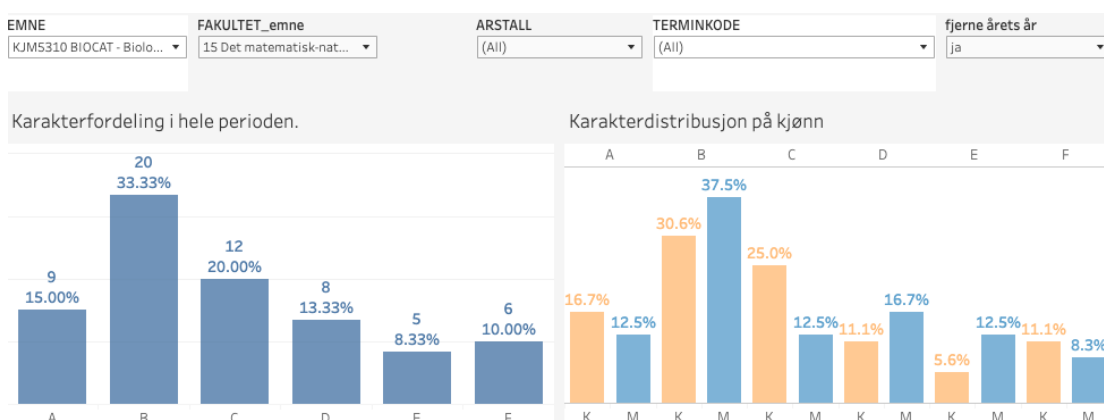 EMNE FAKULTET_emne ARSTALL TERMINKODE fjerne årets år
KJM5310 BIOCAT - Biolo... 15 Det matematisk-nat... (All) (All) ja
Karakterfordeling i hele perioden.
Karakterdistribusjon på kjønn
20
33.33%
12
20.00%
9
15.00%
8
13.33%
5
8.33%
6
10.00%
A B C D E F
A B C D E F
16.7% 12.5% 30.6% 37.5% 25.0% 12.5% 11.1% 16.7% 5.6% 12.5% 11.1% 8.3%
K M K M K M K M K M K M